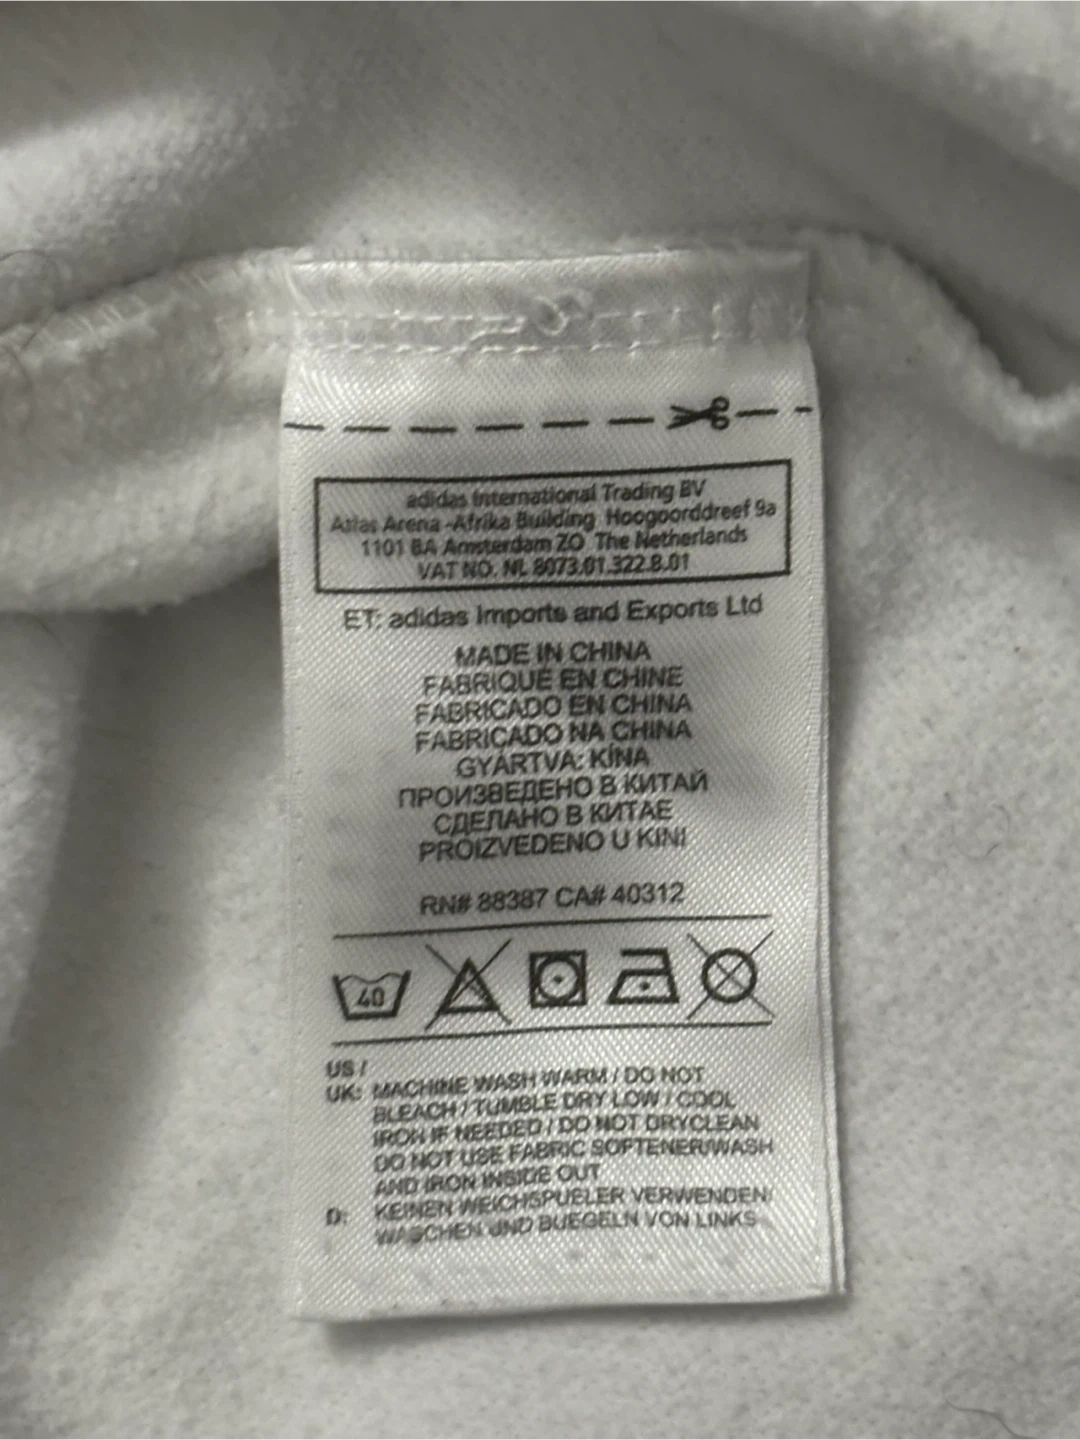 adidas International Trading BV
Atlas Arena -Afrika Building Hoogoorddreef 9a
1101 BA Amsterdam ZO The Netherlands
VAT NO. NL 8073.01.322.B.01
ET: adidas Imports and Exports Ltd
MADE IN CHINA
FABRIQUE EN CHINE
FABRICADO EN CHINA
FABRICADO NA CHINA
GYÁRTVA: KÍNA
ПРОИЗВЕДЕНО В КИТАЙ
СДЕЛАНО В КИТАЕ
PROIZVEDENO U KINI
RN# 88387 CA# 40312
40
US /
UK: MACHINE WASH WARM / DO NOT
BLEACH / TUMBLE DRY LOW / COOL
IRON IF NEEDED / DO NOT DRYCLEAN
DO NOT USE FABRIC SOFTENER/WASH
AND IRON INSIDE OUT
D: KEINEN WEICHSPUELER VERWENDEN/
WASCHEN UND BUEGELN VON LINKS